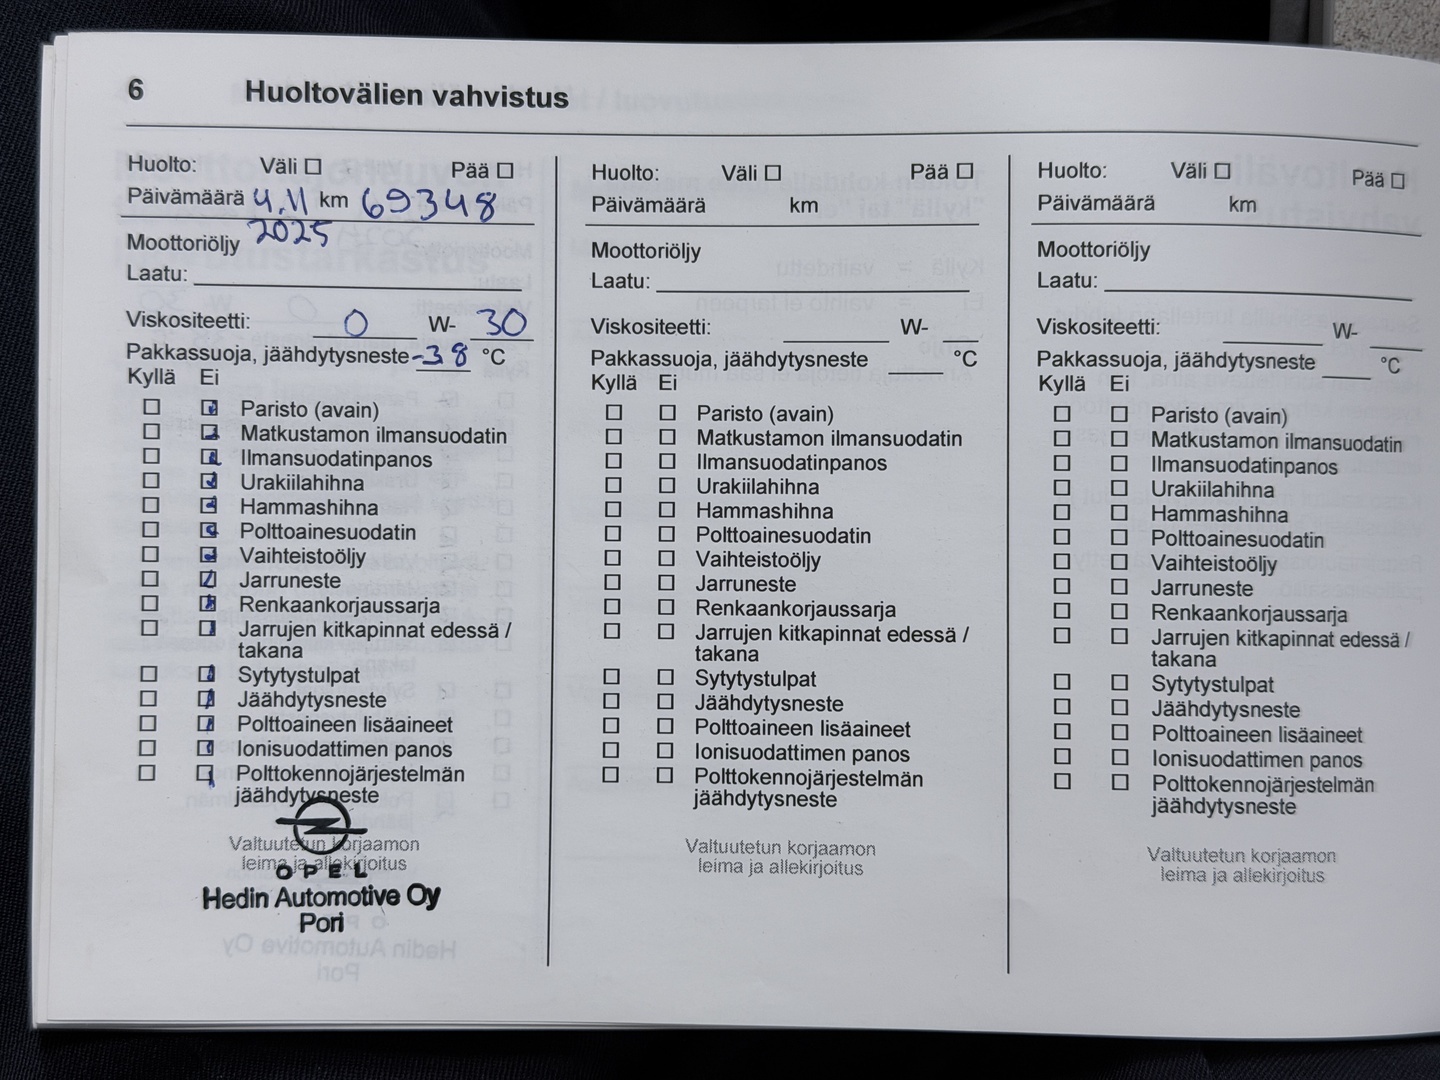 6 Huoltovälien vahvistus
Huolto: Väli ☐ Pää ☐
Päivämäärä 4.11 km 69348
2025
Moottoriöljy
Laatu:
Viskositeetti: 0 W- 30
Pakkassuoja, jäähdytysneste -38 °C
Kyllä Ei
Paristo (avain)
Matkustamon ilmansuodatin
Ilmansuodatinpanos
Urakiilahihna
Hammashihna
Polttoainesuodatin
Vaihteistoöljy
Jarruneste
Renkaankorjaussarja
Jarrujen kitkapinnat edessä /
takana
Sytytystulpat
Jäähdytysneste
Polttoaineen lisäaineet
Ionisuodattimen panos
Polttokennojärjestelmän
jäähdytysneste
Valtuutetun korjaamon
leima ja allekirjoitus
OPEL
Hedin Automotive Oy
Pori
Huolto: Väli ☐ Pää ☐
Päivämäärä km
Moottoriöljy
Laatu:
Viskositeetti: W-
Pakkassuoja, jäähdytysneste °C
Kyllä Ei
Paristo (avain)
Matkustamon ilmansuodatin
Ilmansuodatinpanos
Urakiilahihna
Hammashihna
Polttoainesuodatin
Vaihteistoöljy
Jarruneste
Renkaankorjaussarja
Jarrujen kitkapinnat edessä /
takana
Sytytystulpat
Jäähdytysneste
Polttoaineen lisäaineet
Ionisuodattimen panos
Polttokennojärjestelmän
jäähdytysneste
Valtuutetun korjaamon
leima ja allekirjoitus
Huolto: Väli ☐ Pää ☐
Päivämäärä km
Moottoriöljy
Laatu:
Viskositeetti: W-
Pakkassuoja, jäähdytysneste °C
Kyllä Ei
Paristo (avain)
Matkustamon ilmansuodatin
Ilmansuodatinpanos
Urakiilahihna
Hammashihna
Polttoainesuodatin
Vaihteistoöljy
Jarruneste
Renkaankorjaussarja
Jarrujen kitkapinnat edessä /
takana
Sytytystulpat
Jäähdytysneste
Polttoaineen lisäaineet
Ionisuodattimen panos
Polttokennojärjestelmän
jäähdytysneste
Valtuutetun korjaamon
leima ja allekirjoitus